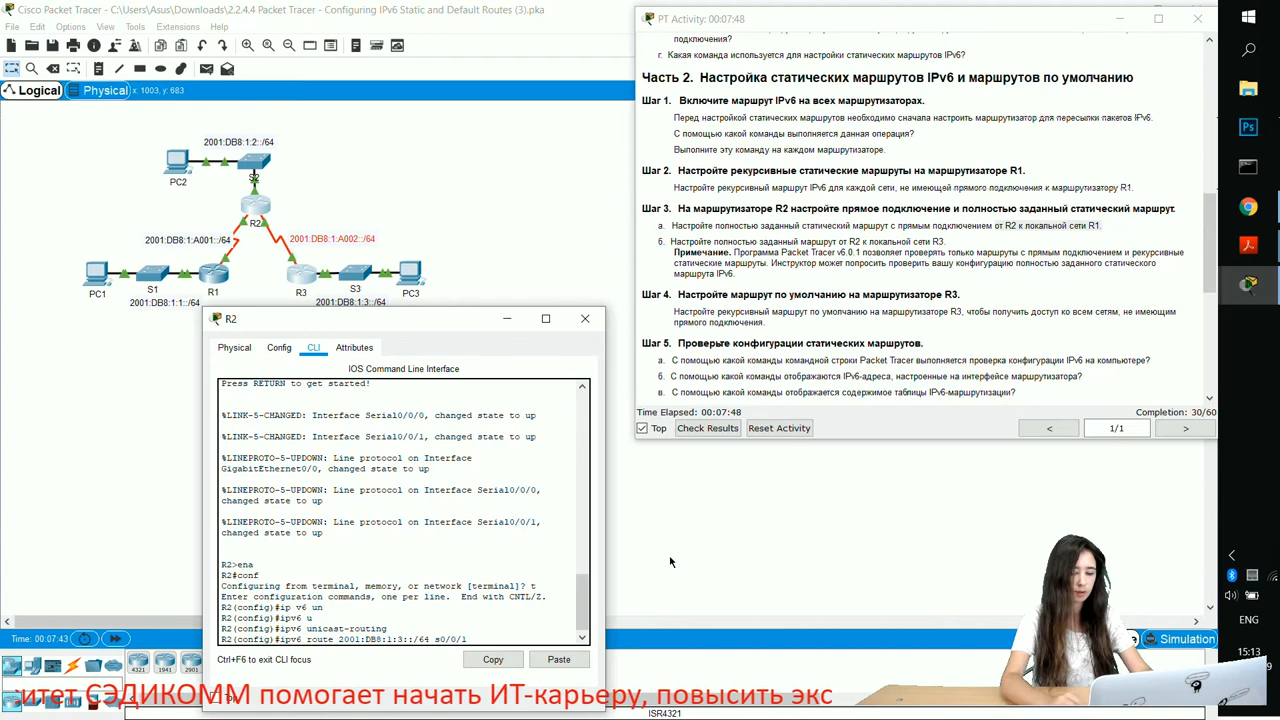 Cisco Packet Tracer - C:\Users\Asus\Downloads\2.2.4.4 Packet Tracer - Configuring IPv6 Static and Default Routes (3).pka
File Edit Options View Tools Extensions Help
Logical Physical x: 1003, y: 683
2001:DB8:1:2::/64
PC2
S2
R2
2001:DB8:1:A001::/64
2001:DB8:1:A002::/64
PC1 S1 R1 R3 S3 PC3
2001:DB8:1:1::/64
2001:DB8:1:3::/64
PT Activity: 00:07:48
подключения?
г. Какая команда используется для настройки статических маршрутов IPv6?
Часть 2. Настройка статических маршрутов IPv6 и маршрутов по умолчанию
Шаг 1. Включите маршрут IPv6 на всех маршрутизаторах.
Перед настройкой статических маршрутов необходимо сначала настроить маршрутизатор для пересылки пакетов IPv6.
С помощью какой команды выполняется данная операция?
Выполните эту команду на каждом маршрутизаторе.
Шаг 2. Настройте рекурсивные статические маршруты на маршрутизаторе R1.
Настройте рекурсивный маршрут IPv6 для каждой сети, не имеющей прямого подключения к маршрутизатору R1.
Шаг 3. На маршрутизаторе R2 настройте прямое подключение и полностью заданный статический маршрут.
а. Настройте полностью заданный статический маршрут с прямым подключением от R2 к локальной сети R1.
б. Настройте полностью заданный маршрут от R2 к локальной сети R3.
Примечание. Программа Packet Tracer v6.0.1 позволяет проверять только маршруты с прямым подключением и рекурсивные
статические маршруты. Инструктор может попросить проверить вашу конфигурацию полностью заданного статического
маршрута IPv6.
Шаг 4. Настройте маршрут по умолчанию на маршрутизаторе R3.
Настройте рекурсивный маршрут по умолчанию на маршрутизаторе R3, чтобы получить доступ ко всем сетям, не имеющим
прямого подключения.
Шаг 5. Проверьте конфигурации статических маршрутов.
а. С помощью какой команды командной строки Packet Tracer выполняется проверка конфигурации IPv6 на компьютере?
б. С помощью какой команды отображаются IPv6-адреса, настроенные на интерфейсе маршрутизатора?
в. С помощью какой команды отображается содержимое таблицы IPv6-маршрутизации?
Time Elapsed: 00:07:48 Completion: 30/60
Top Check Results Reset Activity < 1/1 >
R2
Physical Config CLI Attributes
IOS Command Line Interface
Press RETURN to get started!
%LINK-5-CHANGED: Interface Serial0/0/0, changed state to up
%LINK-5-CHANGED: Interface Serial0/0/1, changed state to up
%LINEPROTO-5-UPDOWN: Line protocol on Interface
GigabitEthernet0/0, changed state to up
%LINEPROTO-5-UPDOWN: Line protocol on Interface Serial0/0/0,
changed state to up
%LINEPROTO-5-UPDOWN: Line protocol on Interface Serial0/0/1,
changed state to up
R2>ena
R2#conf
Configuring from terminal, memory, or network [terminal]? t
Enter configuration commands, one per line. End with CNTL/Z.
R2(config)#ip v6 un
R2(config)#ipv6 u
R2(config)#ipv6 unicast-routing
R2(config)#ipv6 route 2001:DB8:1:3::/64 s0/0/1
Ctrl+F6 to exit CLI focus
Copy Paste
Time: 00:07:43
Simulation
4321 1941 2901
ISR4321
итет СЭДИКОММ помогает начать ИТ-карьеру, повысить экс
ENG
15:13